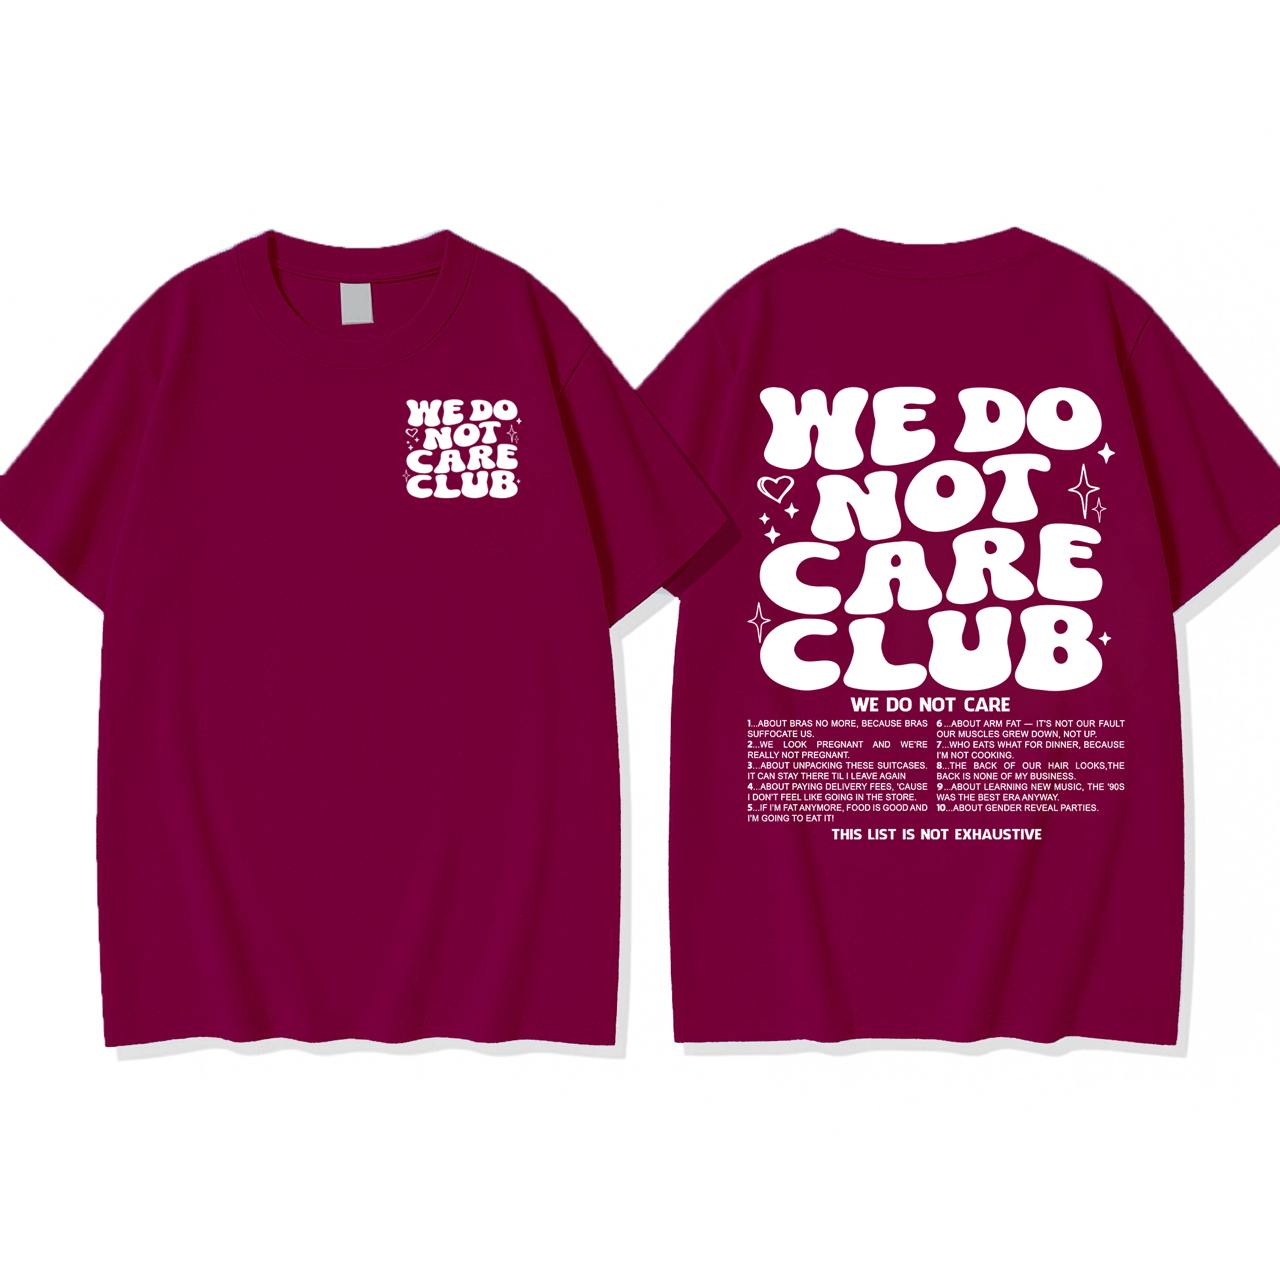 WE DO
NOT
CARE
CLUB
WE DO
NOT
CARE
CLUB
WE DO NOT CARE
1...ABOUT BRAS NO MORE, BECAUSE BRAS
SUFFOCATE US.
2...WE LOOK PREGNANT AND WE'RE
REALLY NOT PREGNANT.
3...ABOUT UNPACKING THESE SUITCASES.
IT CAN STAY THERE TIL I LEAVE AGAIN
4...ABOUT PAYING DELIVERY FEES, 'CAUSE
I DON'T FEEL LIKE GOING IN THE STORE.
5...IF I'M FAT ANYMORE, FOOD IS GOOD AND
I'M GOING TO EAT IT!
6...ABOUT ARM FAT — IT'S NOT OUR FAULT
OUR MUSCLES GREW DOWN, NOT UP.
7...WHO EATS WHAT FOR DINNER, BECAUSE
I'M NOT COOKING.
8...THE BACK OF OUR HAIR LOOKS,THE
BACK IS NONE OF MY BUSINESS.
9...ABOUT LEARNING NEW MUSIC, THE '90S
WAS THE BEST ERA ANYWAY.
10...ABOUT GENDER REVEAL PARTIES.
THIS LIST IS NOT EXHAUSTIVE